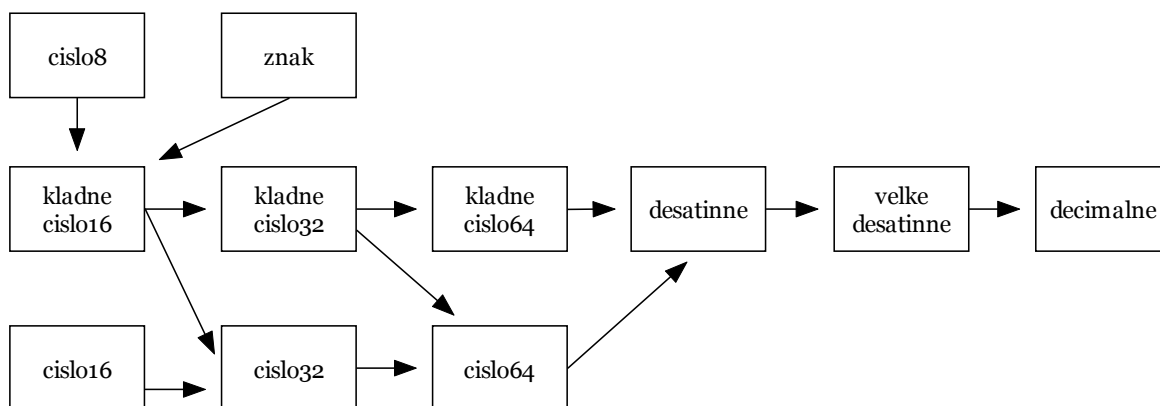 cislo8
znak
kladne
cislo16
kladne
cislo32
kladne
cislo64
desatinne
velke
desatinne
decimalne
cislo16
cislo32
cislo64